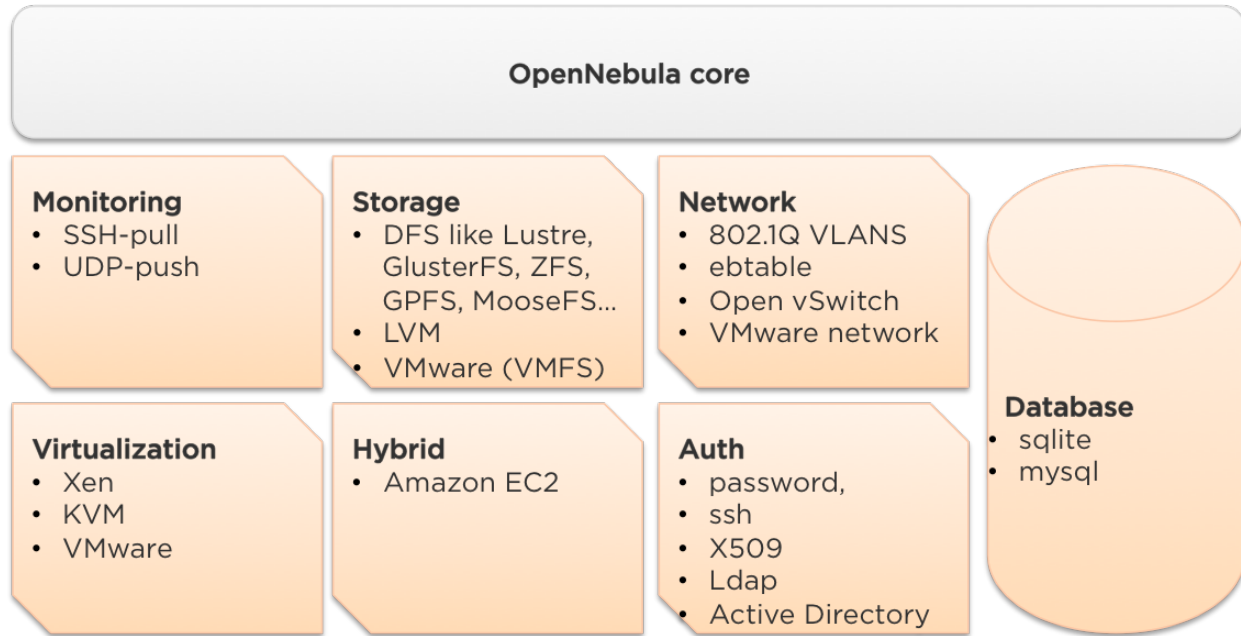 OpenNebula core
Monitoring
• SSH-pull
• UDP-push
Storage
• DFS like Lustre,
GlusterFS, ZFS,
GPFS, MooseFS...
• LVM
• VMware (VMFS)
Network
• 802.1Q VLANS
• ebtable
• Open vSwitch
• VMware network
Virtualization
• Xen
• KVM
• VMware
Hybrid
• Amazon EC2
Auth
• password,
• ssh
• X509
• Ldap
• Active Directory
Database
• sqlite
• mysql